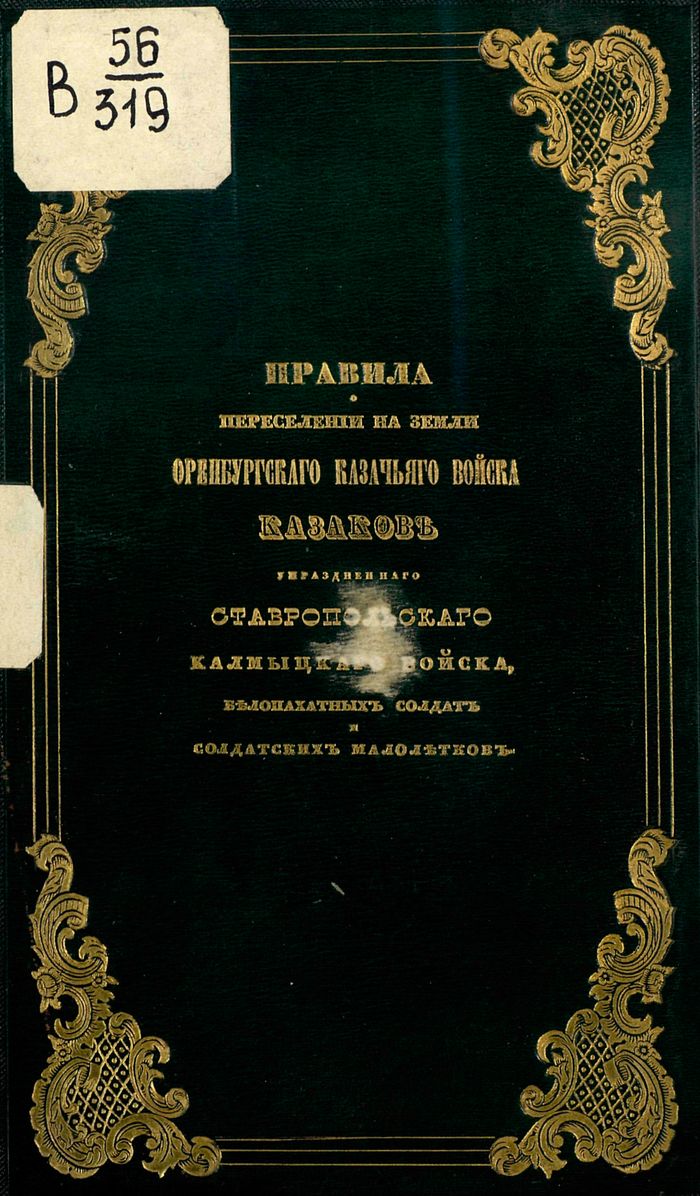 56
В 319
ПРАВИЛА
о
ПЕРЕСЕЛЕНІИ НА ЗЕМЛИ
ОРЕНБУРГСКАГО КАЗАЧЬЯГО ВОЙСКА
КАЗАКОВЪ
УПРАЗДНЕННАГО
СТАВРОПОЛЬСКАГО
КАЛМЫЦКАГО ВОЙСКА,
БѢЛОПАХАТНЫХЪ СОЛДАТЪ
И
СОЛДАТСКИХЪ МАЛОЛѢТКОВЪ